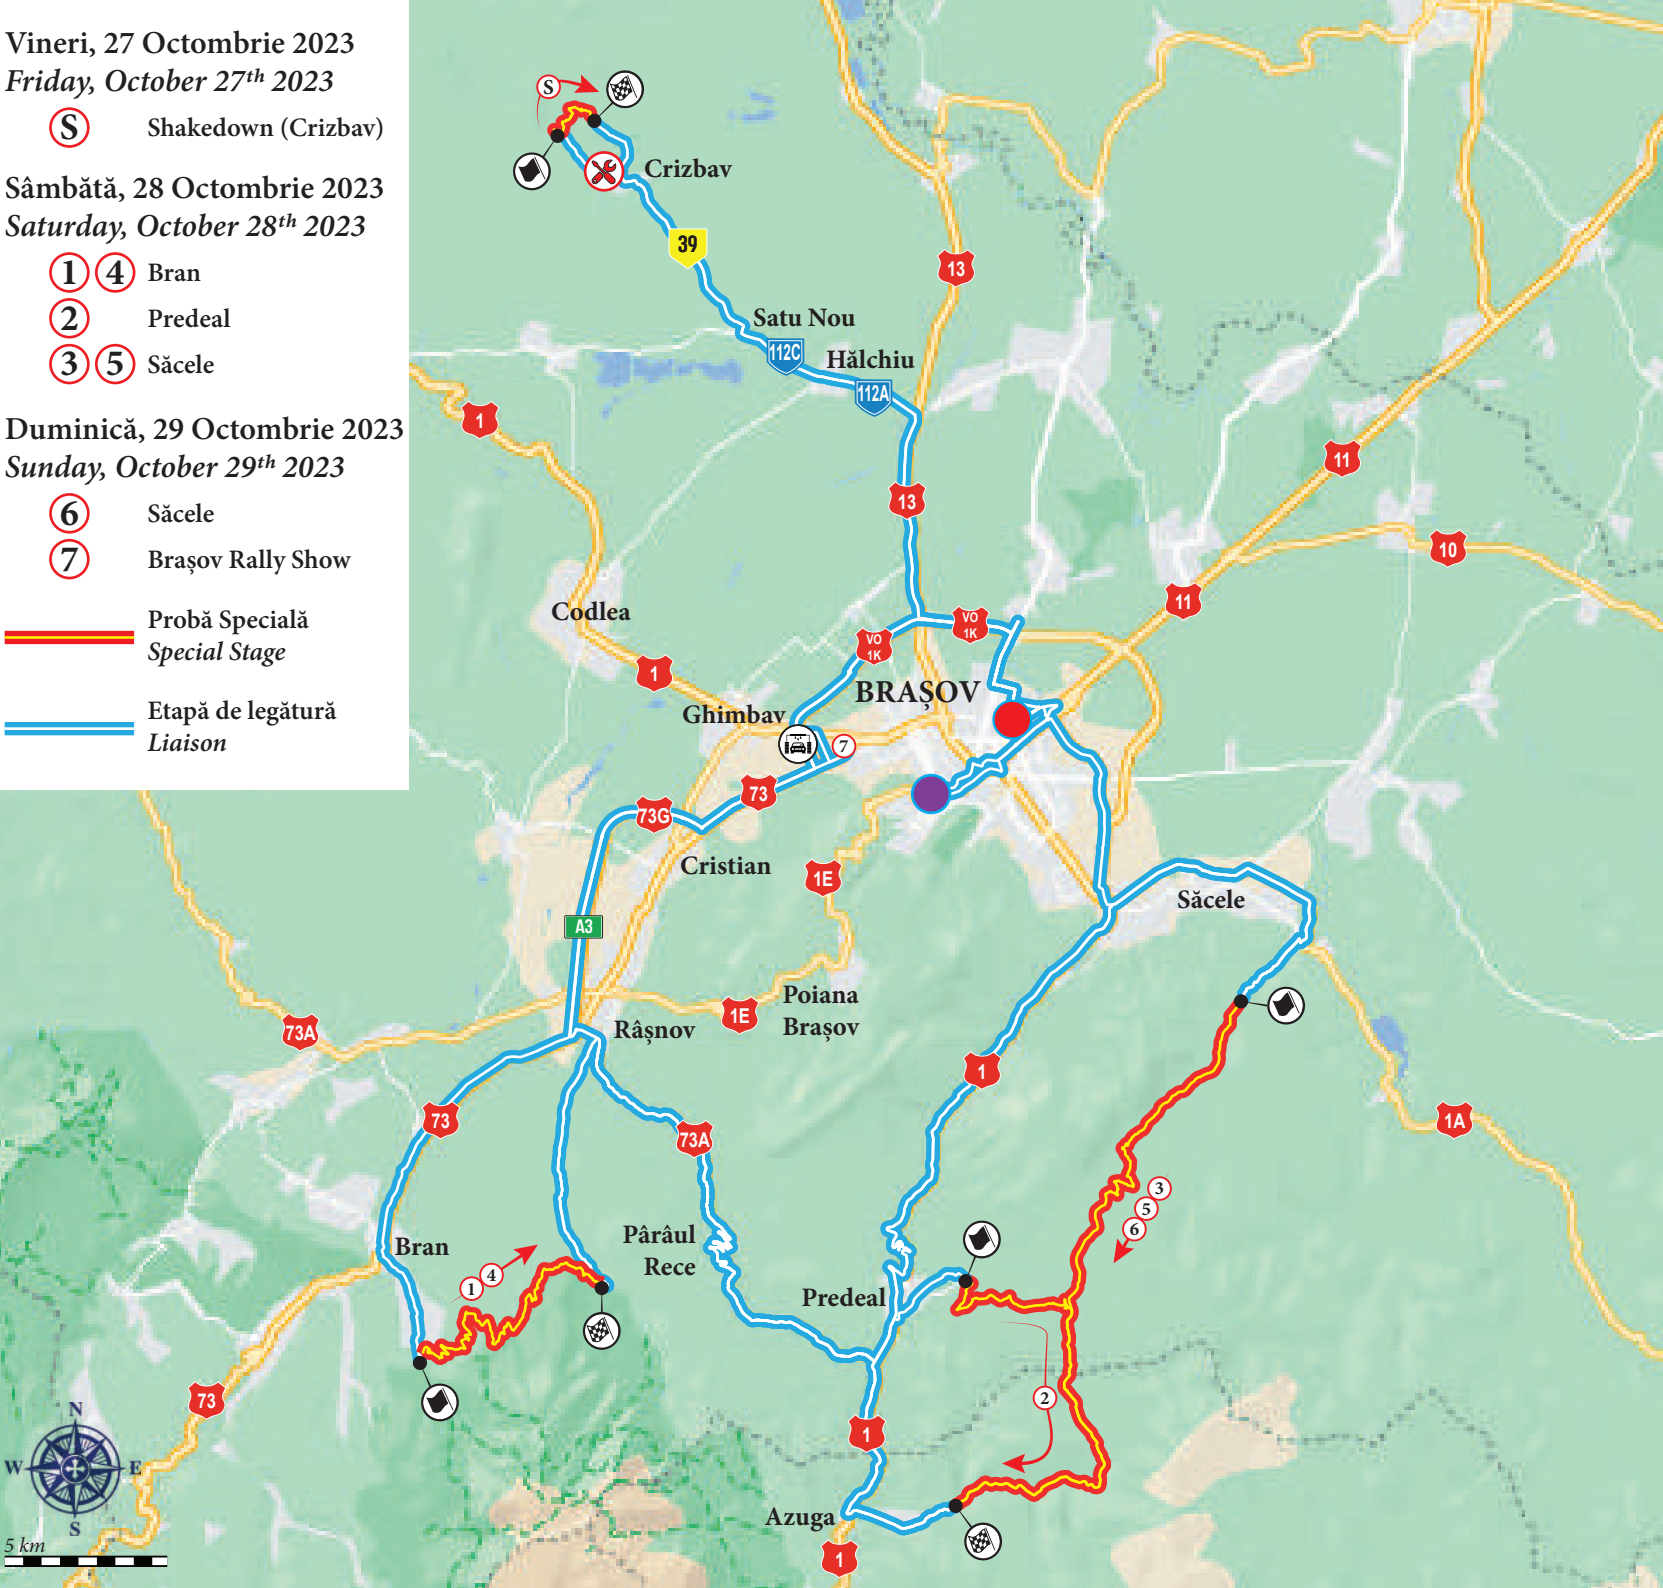 Vineri, 27 Octombrie 2023
Friday, October 27th 2023
S Shakedown (Crizbav)
Sâmbătă, 28 Octombrie 2023
Saturday, October 28th 2023
1 4 Bran
2 Predeal
3 5 Săcele
Duminică, 29 Octombrie 2023
Sunday, October 29th 2023
6 Săcele
7 Brașov Rally Show
Probă Specială
Special Stage
Etapă de legătură
Liaison
S
Crizbav
39
13
Satu Nou
112C
Hălchiu
112A
1
11
13
10
11
Codlea
VO
1K
VO
1K
1
BRAȘOV
Ghimbav
7
73
73G
Cristian
1E
Săcele
A3
Poiana
Brașov
1E
Râșnov
73A
1
73
73A
1A
3
5
6
Pârâul
Rece
Bran
1 4
Predeal
2
73
1
N
W E
S
Azuga
5 km
1